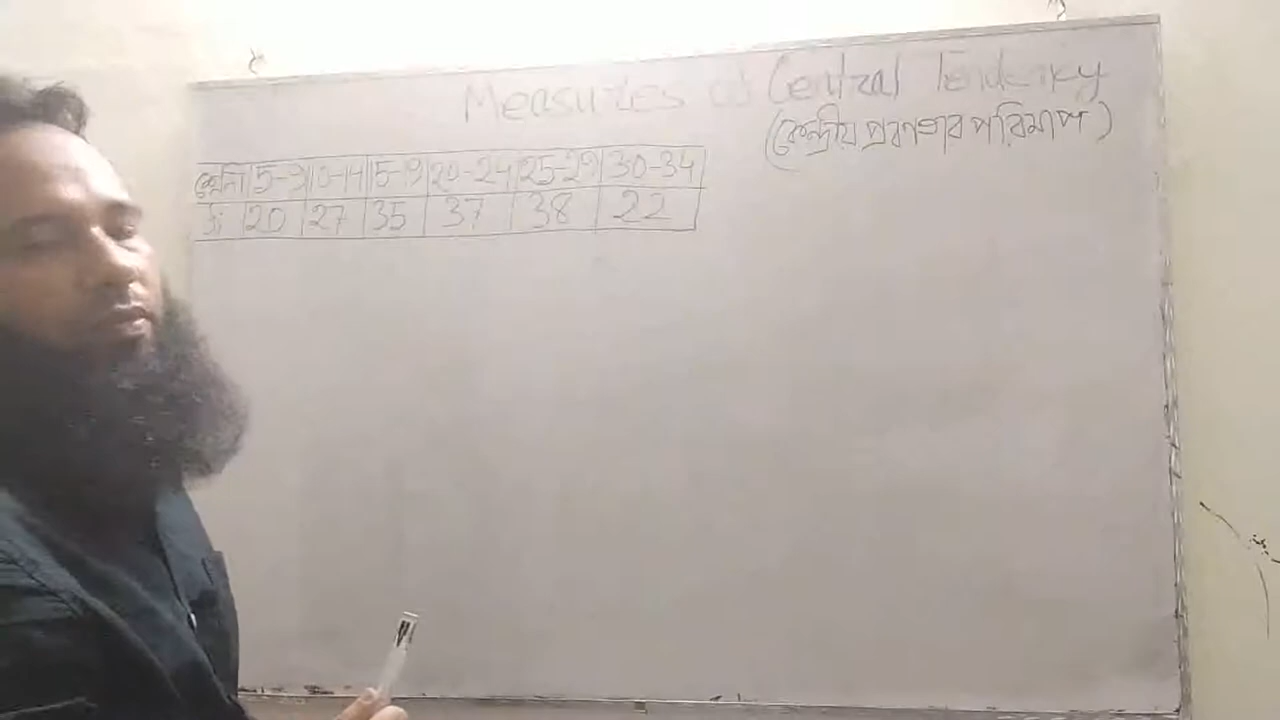 Measures of Central Tendency
(কেন্দ্রীয় প্রবণতার পরিমাপ)
শ্রেণি 5-9 10-14 15-19 20-24 25-29 30-34
fi 20 27 35 37 38 22